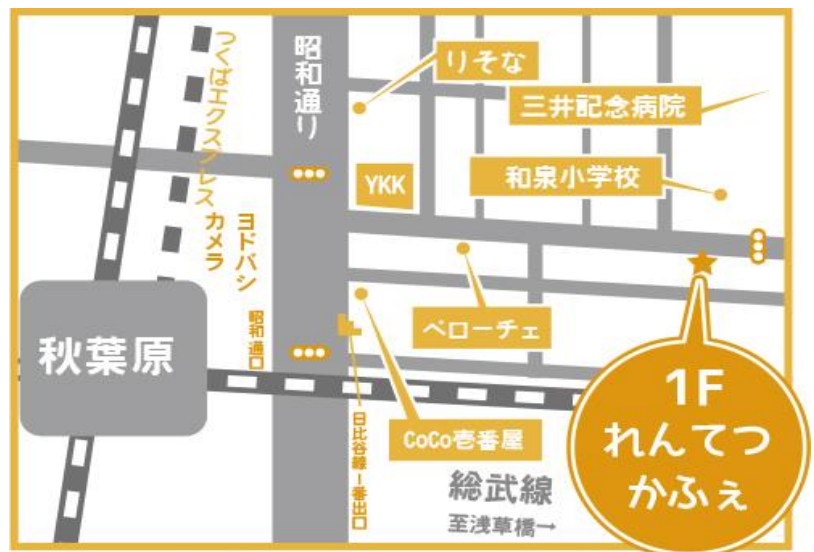 つくばエクスプレス
昭和通り
りそな
三井記念病院
YKK
和泉小学校
ヨドバシ
カメラ
秋葉原
昭和通口
ベローチェ
CoCo壱番屋
日比谷線1番出口
総武線
至浅草橋→
1F
れんてつ
かふぇ